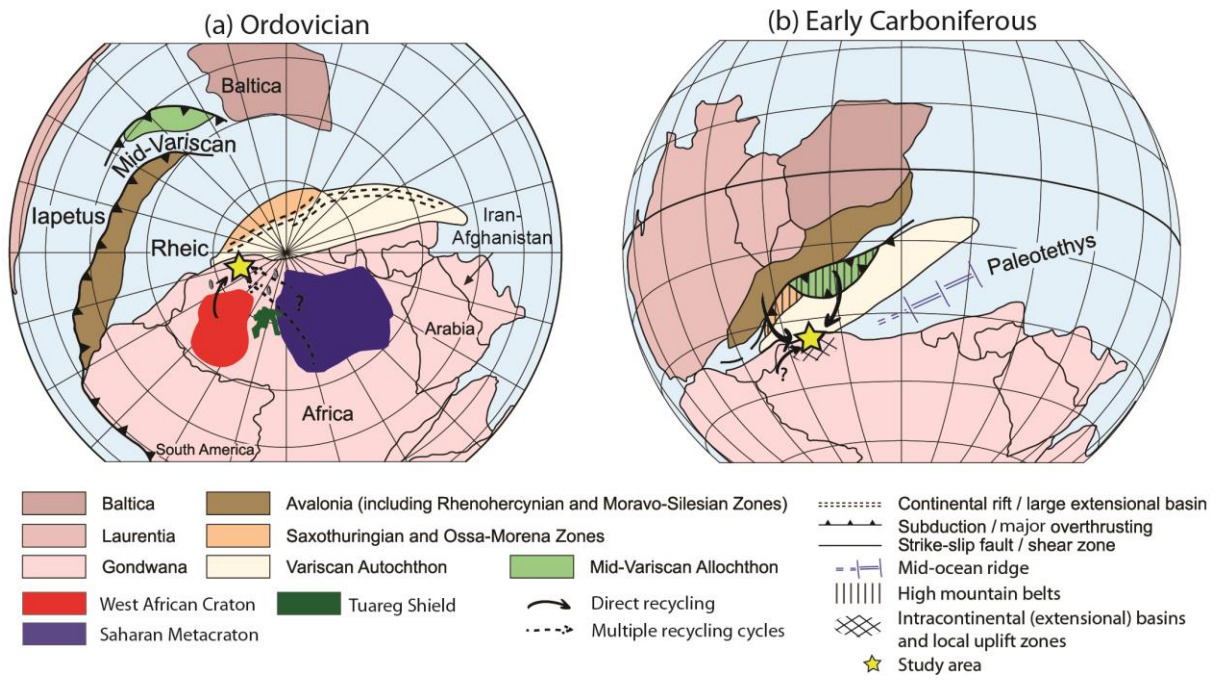 (a) Ordovician
Baltica
Mid-Variscan
Iapetus
Rheic
Iran-
Afghanistan
?
Arabia
Africa
South America
(b) Early Carboniferous
Paleotethys
?
Baltica
Laurentia
Gondwana
West African Craton
Saharan Metacraton
Avalonia (including Rhenohercynian and Moravo-Silesian Zones)
Saxothuringian and Ossa-Morena Zones
Variscan Autochthon
Mid-Variscan Allochthon
Tuareg Shield
Direct recycling
Multiple recycling cycles
Continental rift / large extensional basin
Subduction / major overthrusting
Strike-slip fault / shear zone
Mid-ocean ridge
High mountain belts
Intracontinental (extensional) basins
and local uplift zones
Study area